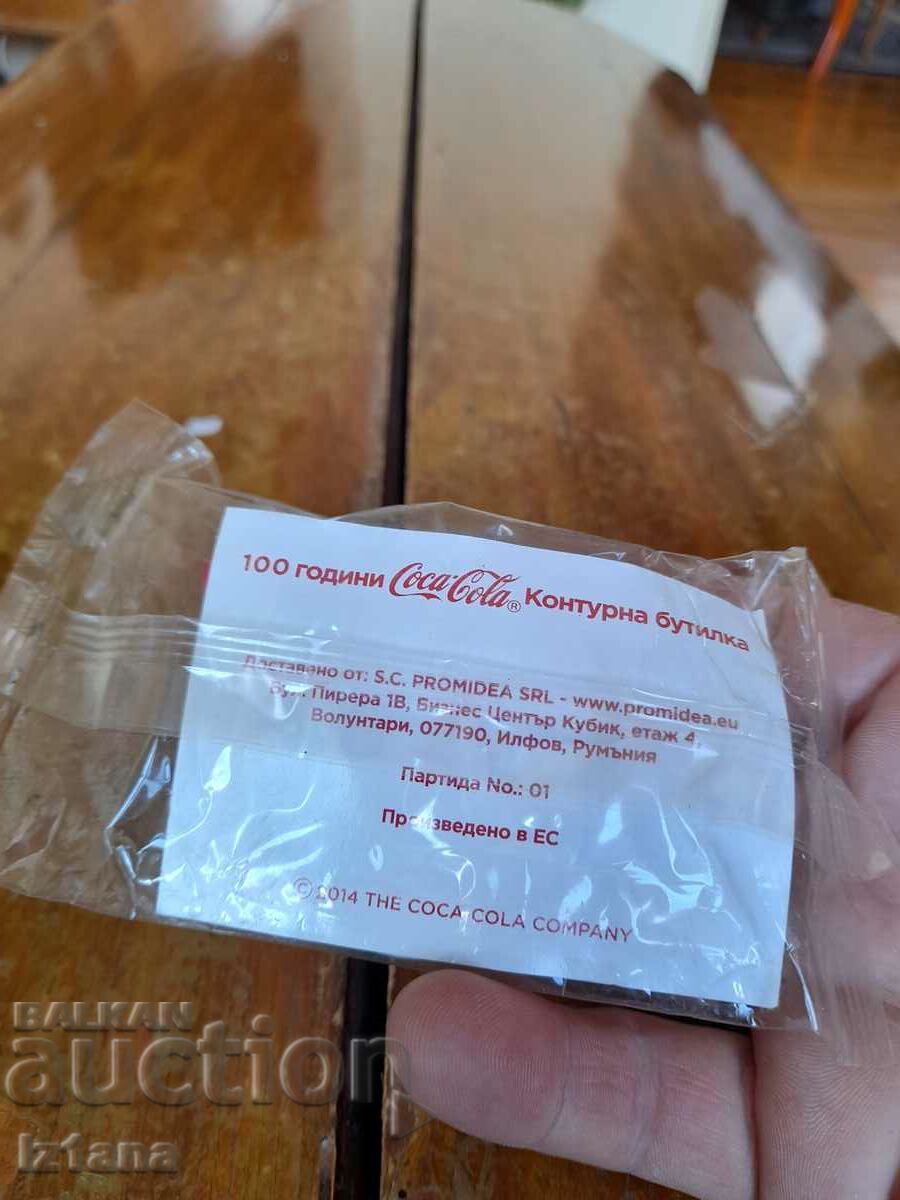 100 години Coca-Cola® Контурна бутилка
Доставено от: S.C. PROMIDEA SRL - www.promidea.eu
Бул. Пирера 1В, Бизнес Център Кубик, етаж 4,
Волунтари, 077190, Илфов, Румъния
Партида No.: 01
Произведено в ЕС
©2014 THE COCA-COLA COMPANY
BALKAN
auction
Iztana